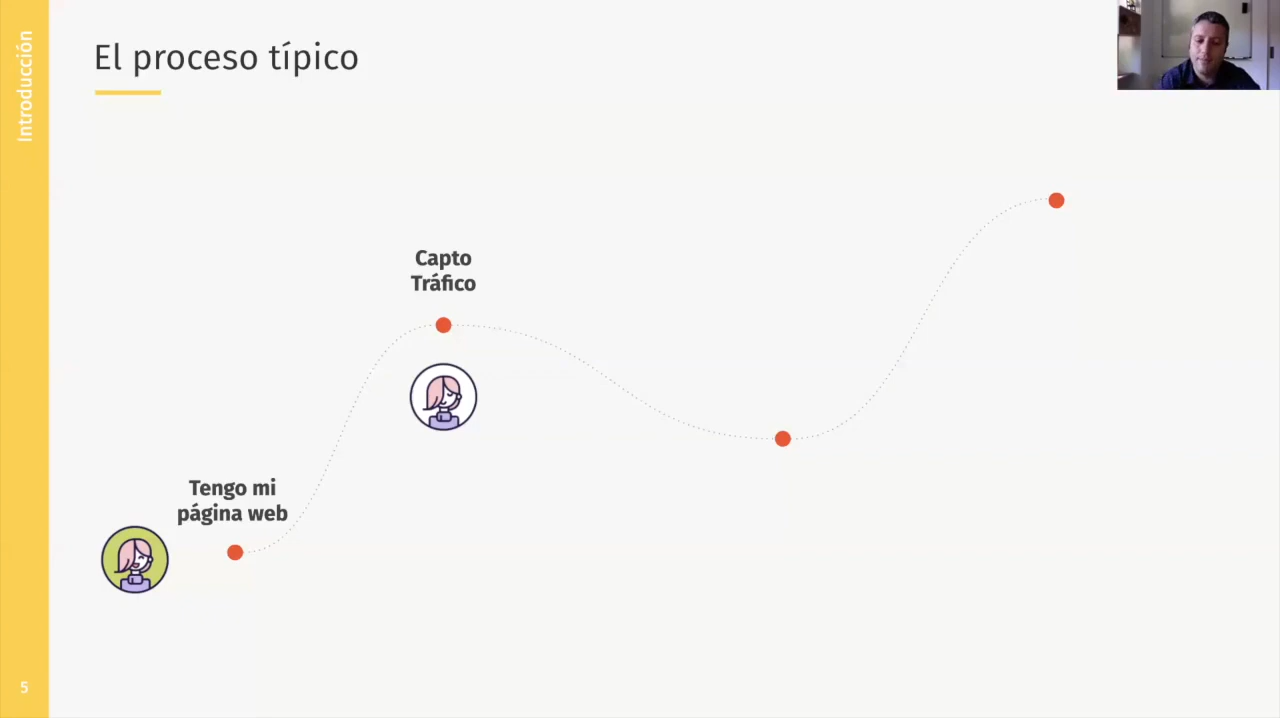 Introducción
El proceso típico
Capto
Tráfico
Tengo mi
página web
5